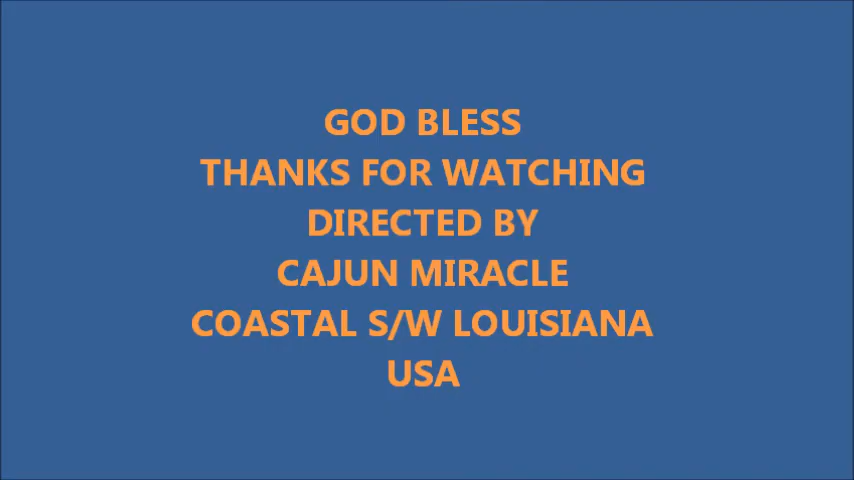 GOD BLESS
THANKS FOR WATCHING
DIRECTED BY
CAJUN MIRACLE
COASTAL S/W LOUISIANA
USA